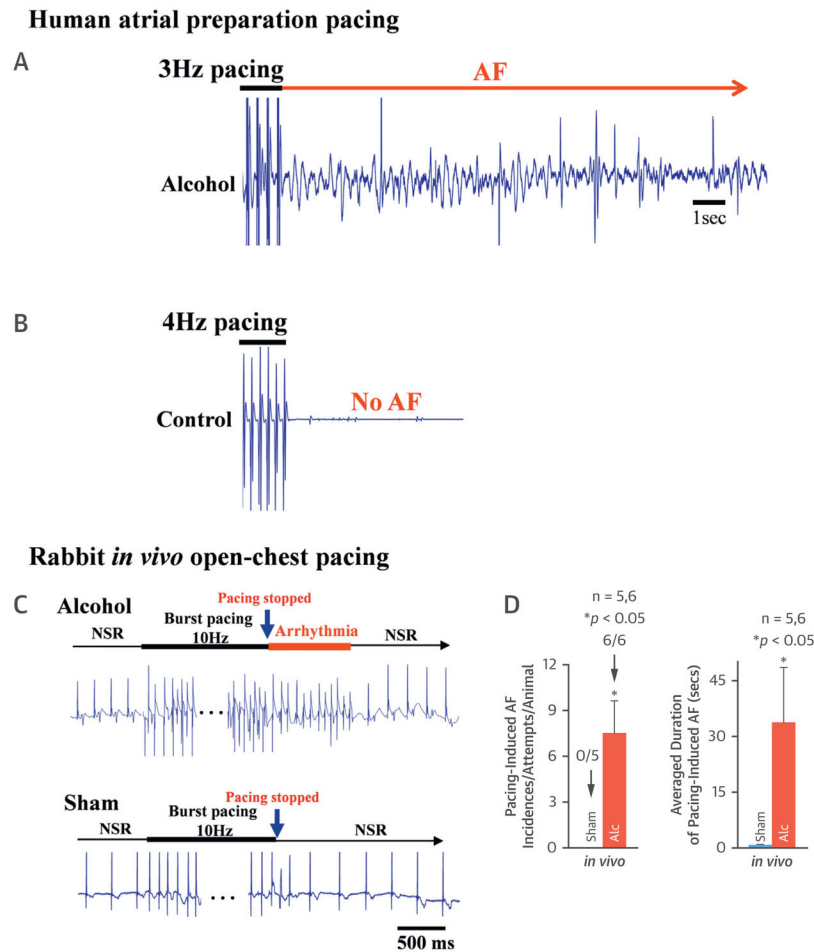 Human atrial preparation pacing
A
3Hz pacing
AF
Alcohol
1sec
B
4Hz pacing
Control
No AF
Rabbit in vivo open-chest pacing
C
Alcohol
Pacing stopped
NSR
Burst pacing
10Hz
Arrhythmia
NSR
Sham
Pacing stopped
NSR
Burst pacing
10Hz
NSR
500 ms
D
n = 5,6
*p < 0.05
6/6
Pacing-Induced AF
Incidences/Attempts/Animal
12
9
6
3
0
0/5
*
Sham
Alc
in vivo
n = 5,6
*p < 0.05
Averaged Duration
of Pacing-Induced AF (secs)
45
30
15
0
*
Sham
Alc
in vivo